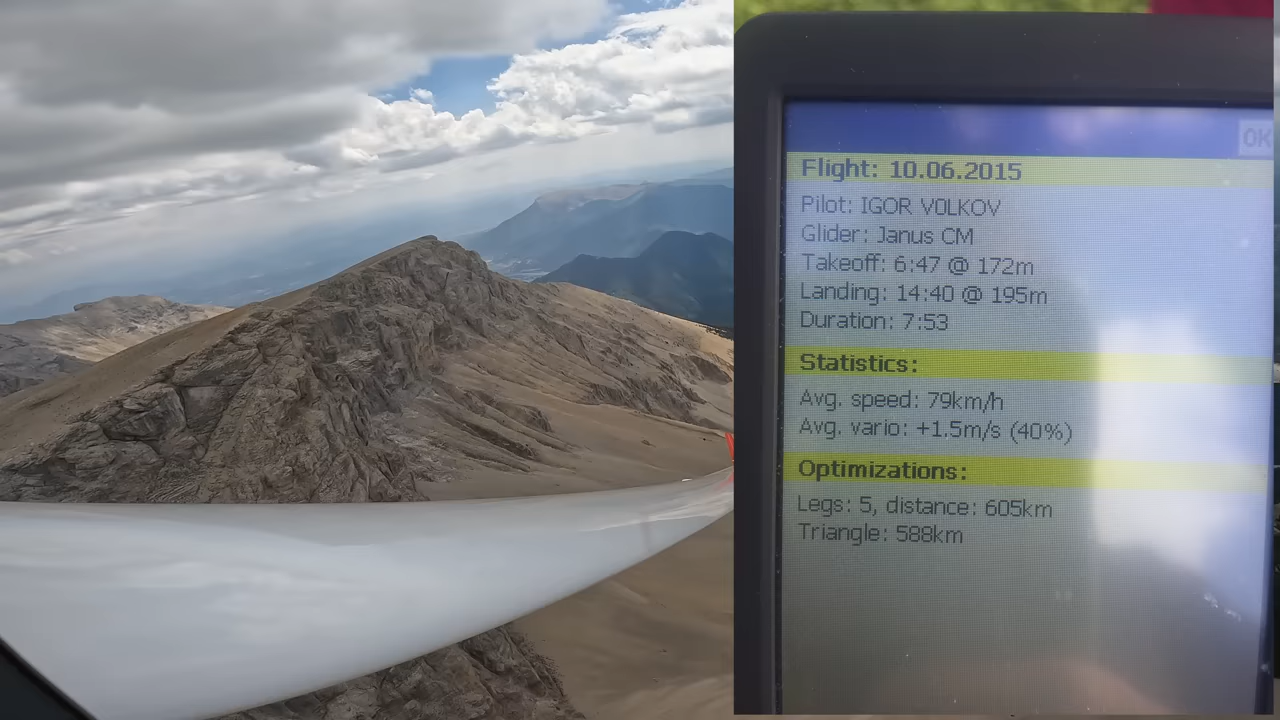 OK
Flight: 10.06.2015
Pilot: IGOR V0LKOV
Glider: Janus CM
Takeoff: 6:47 @ 172m
Landing: 14:40 @ 195m
Duration: 7:53
Statistics:
Avg. speed: 79km/h
Avg. vario: +1.5m/s (40%)
Optimizations:
Legs: 5, distance: 605km
Triangle: 588km